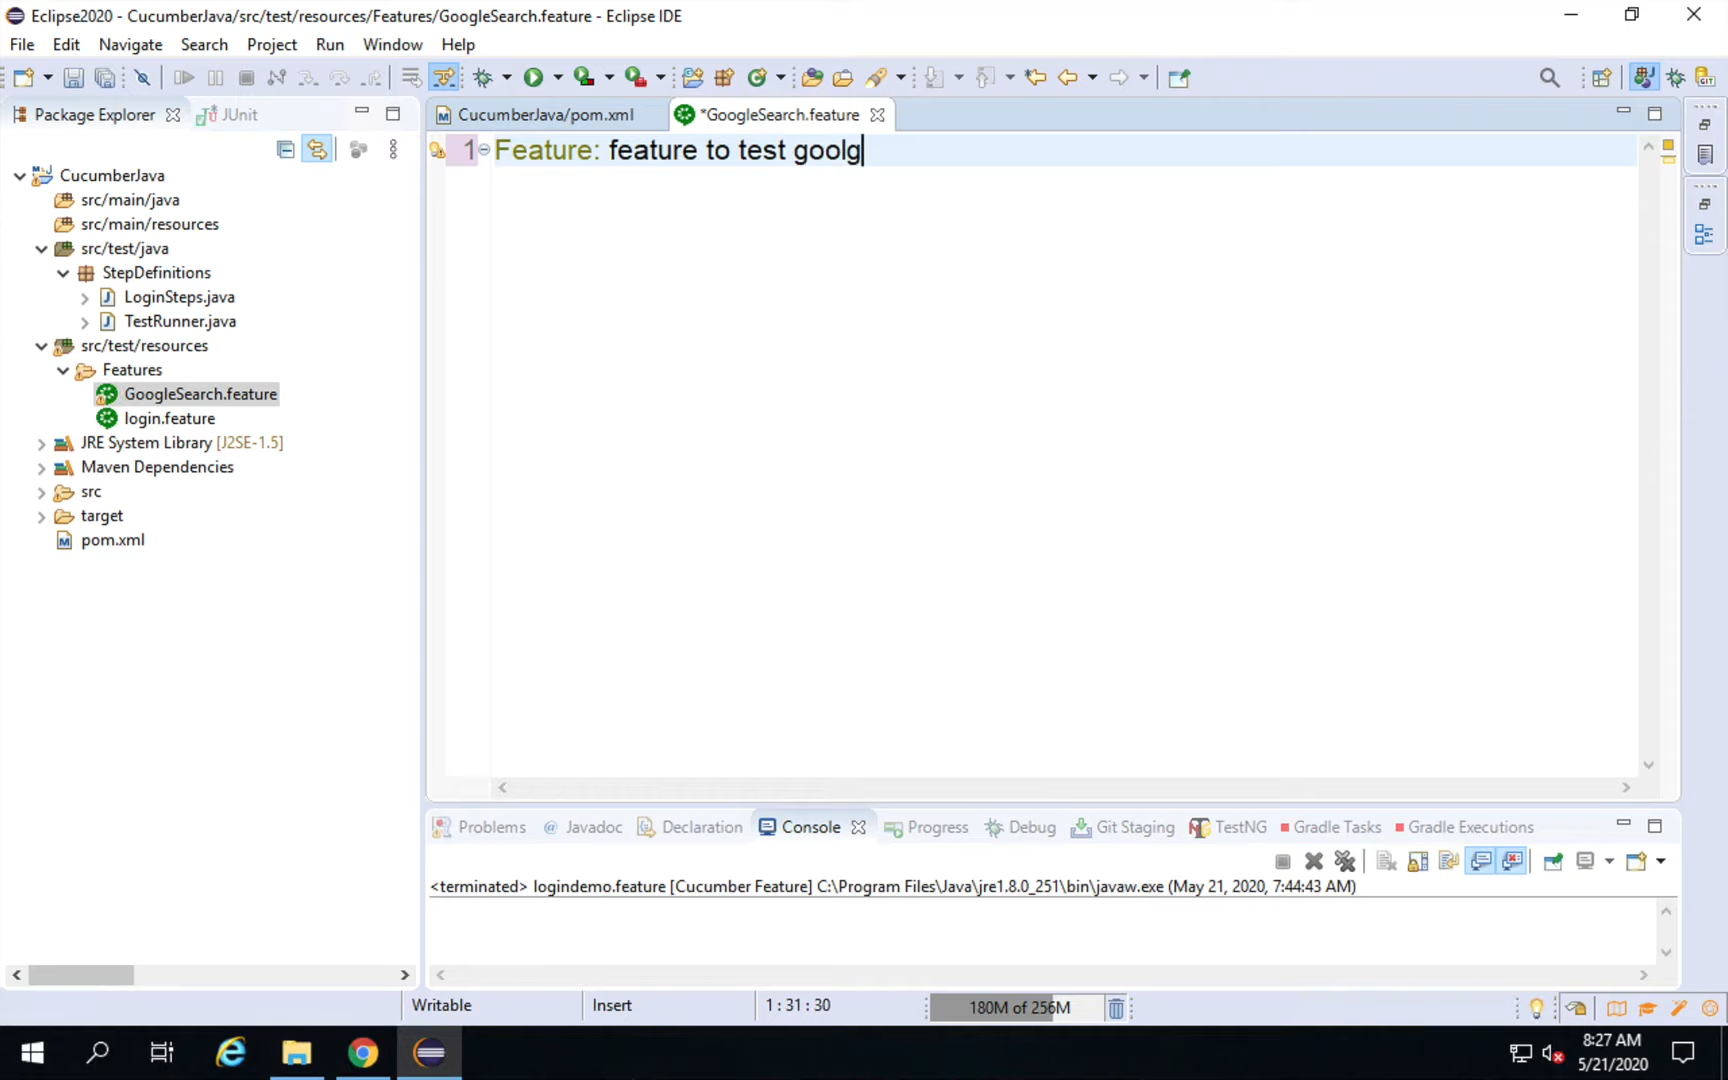 Eclipse2020 - CucumberJava/src/test/resources/Features/GoogleSearch.feature - Eclipse IDE
File Edit Navigate Search Project Run Window Help
Package Explorer JUnit
CucumberJava/pom.xml *GoogleSearch.feature
1 Feature: feature to test goolg
CucumberJava
src/main/java
src/main/resources
src/test/java
StepDefinitions
LoginSteps.java
TestRunner.java
src/test/resources
Features
GoogleSearch.feature
login.feature
JRE System Library [J2SE-1.5]
Maven Dependencies
src
target
pom.xml
Problems @ Javadoc Declaration Console Progress Debug Git Staging TestNG Gradle Tasks Gradle Executions
<terminated> logindemo.feature [Cucumber Feature] C:\Program Files\Java\jre1.8.0_251\bin\javaw.exe (May 21, 2020, 7:44:43 AM)
Writable Insert 1 : 31 : 30 180M of 256M
8:27 AM
5/21/2020